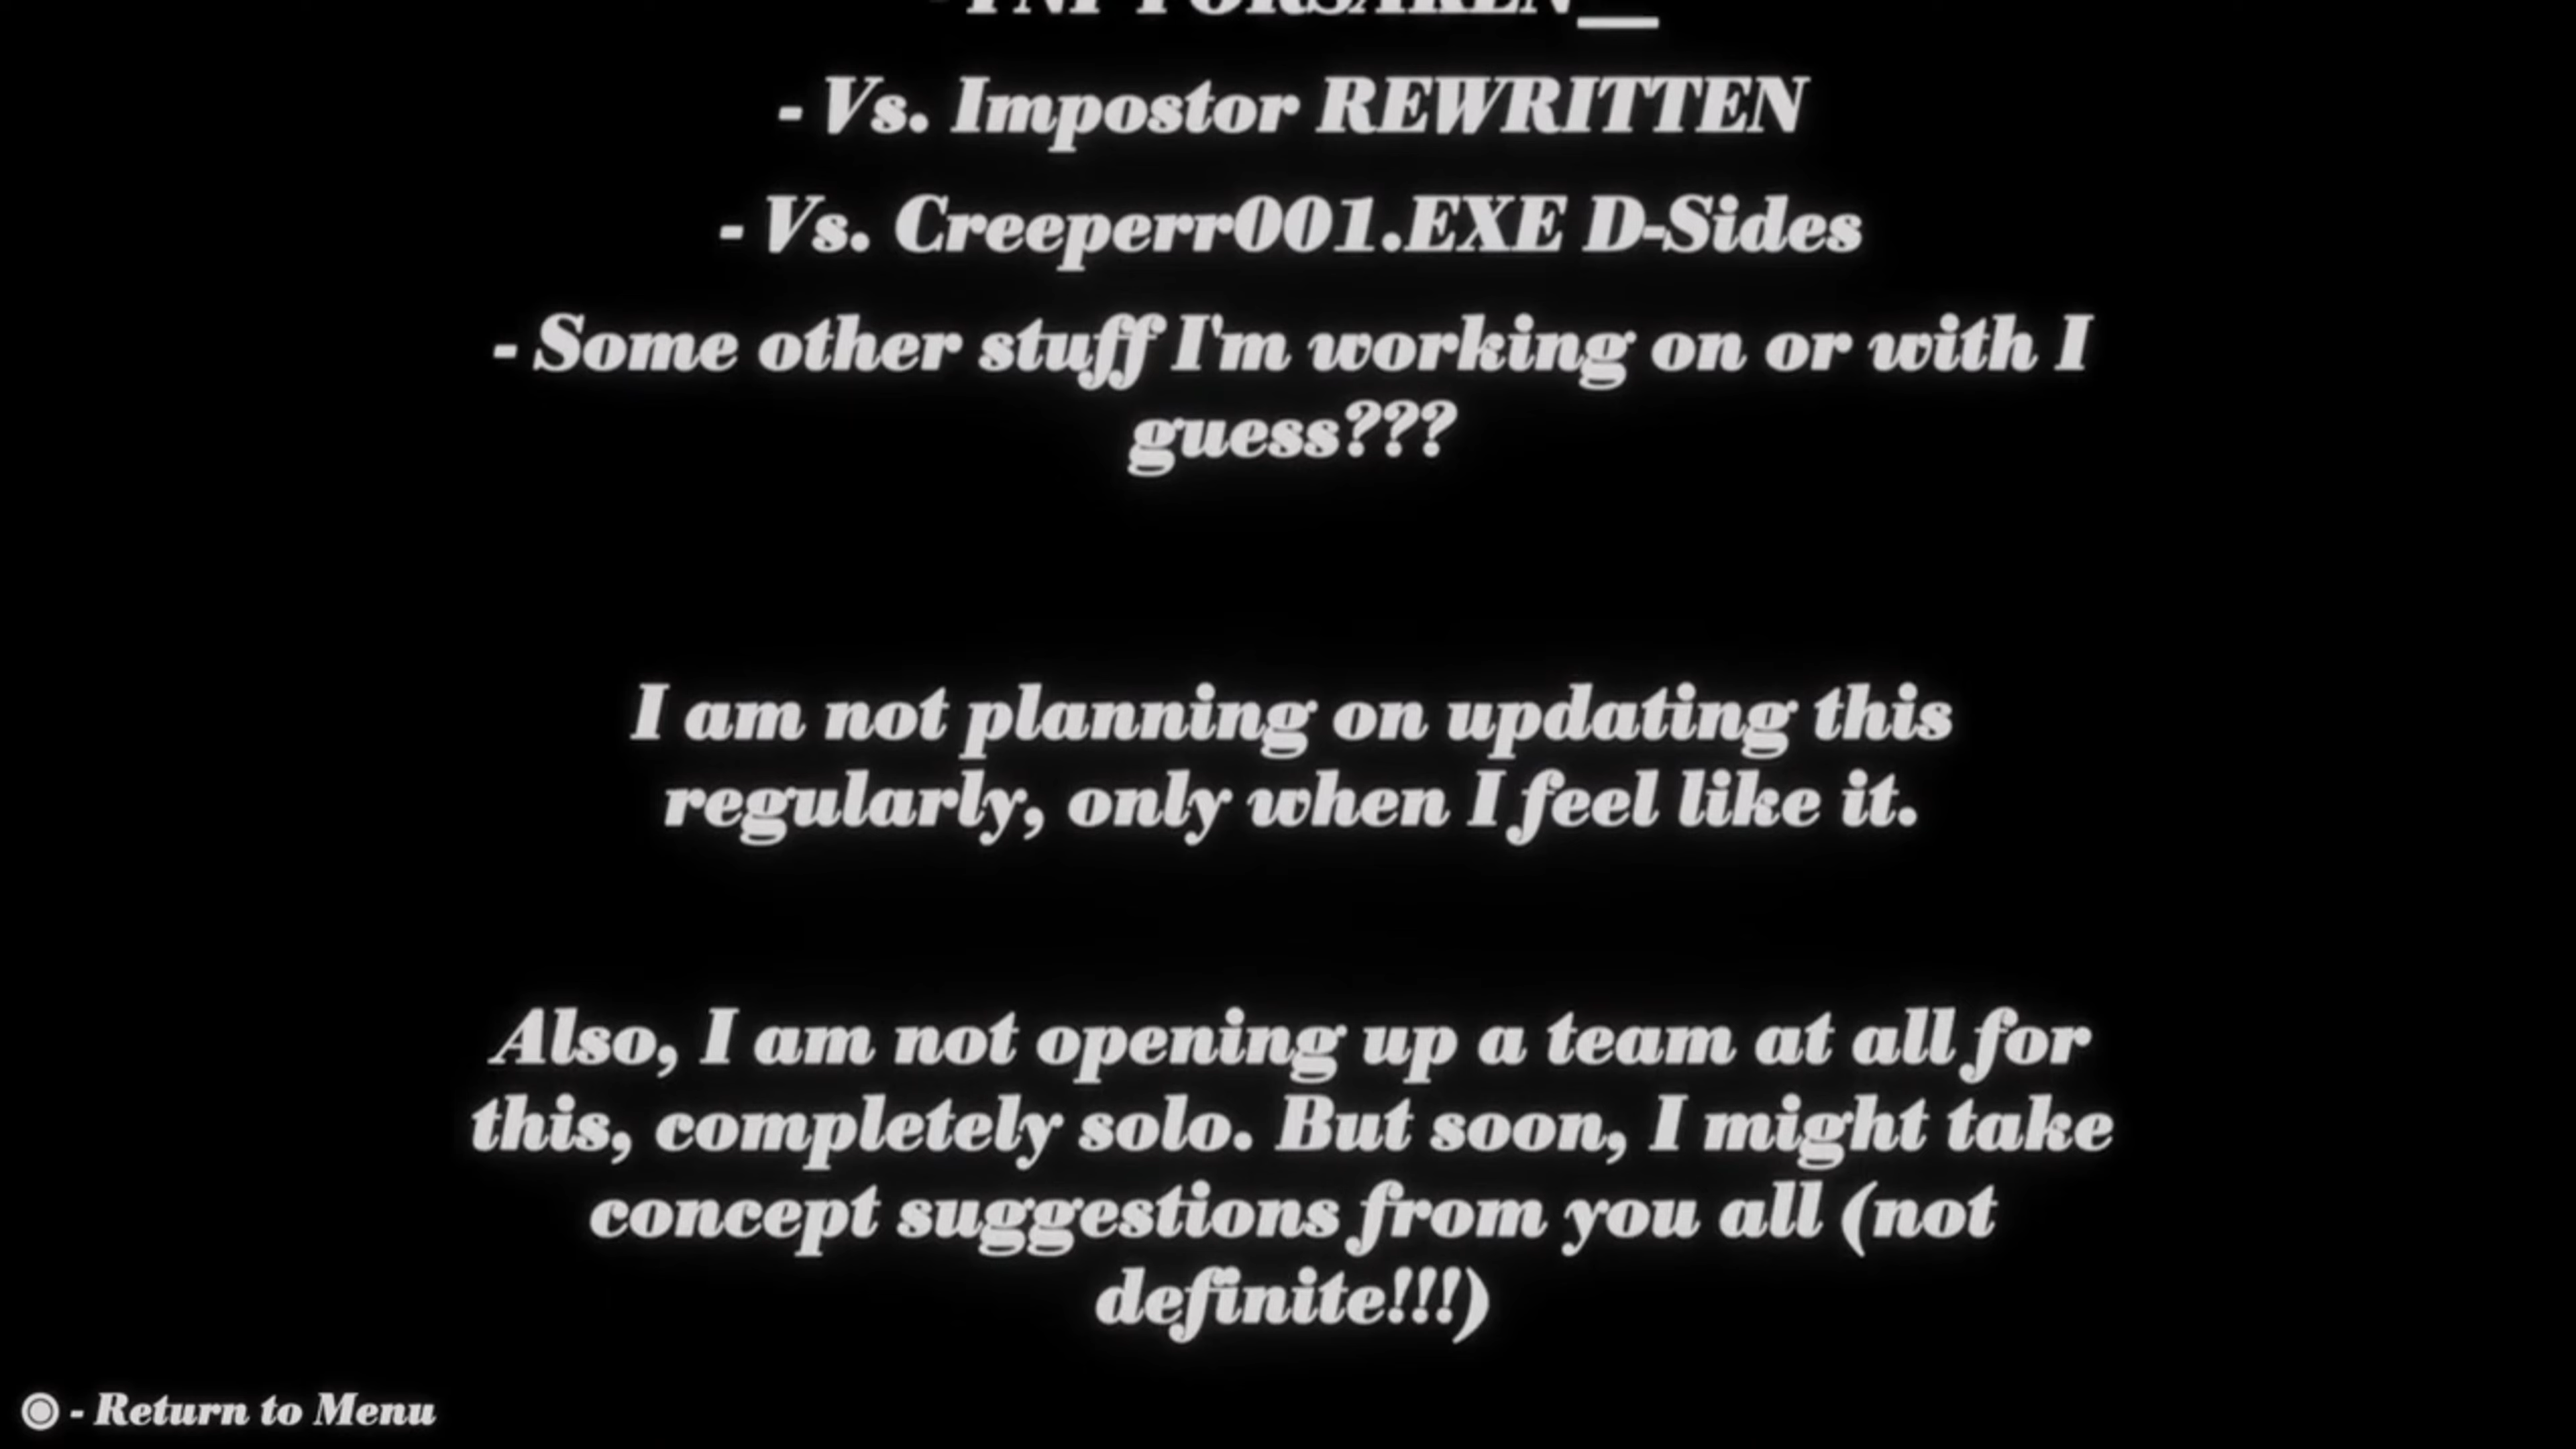 - FNF FORSAKEN__
- Vs. Impostor REWRITTEN
- Vs. Creeperr001.EXE D-Sides
- Some other stuff I'm working on or with I
guess???
I am not planning on updating this
regularly, only when I feel like it.
Also, I am not opening up a team at all for
this, completely solo. But soon, I might take
concept suggestions from you all (not
definite!!!)
- Return to Menu